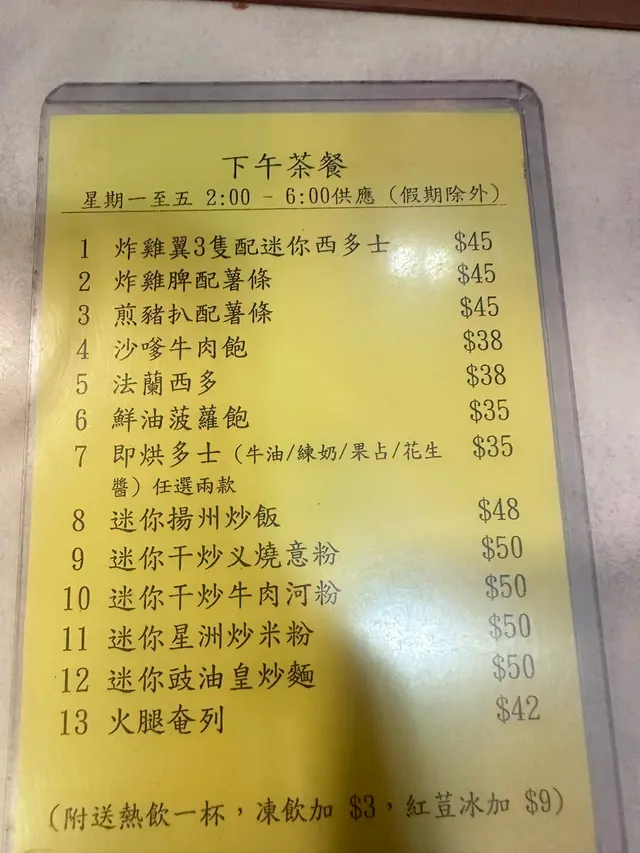 下午茶餐
星期一至五 2:00 - 6:00供應 (假期除外)
1 炸雞翼3隻配迷你西多士 $45
2 炸雞脾配薯條 $45
3 煎豬扒配薯條 $45
4 沙嗲牛肉飽 $38
5 法蘭西多 $38
6 鮮油菠蘿飽 $35
7 即烘多士 (牛油/練奶/果占/花生 $35
醬) 任選兩款
8 迷你揚州炒飯 $48
9 迷你干炒义燒意粉 $50
10 迷你干炒牛肉河粉 $50
11 迷你星洲炒米粉 $50
12 迷你豉油皇炒麵 $50
13 火腿奄列 $42
(附送熱飲一杯，凍飲加 $3，紅荳冰加 $9)